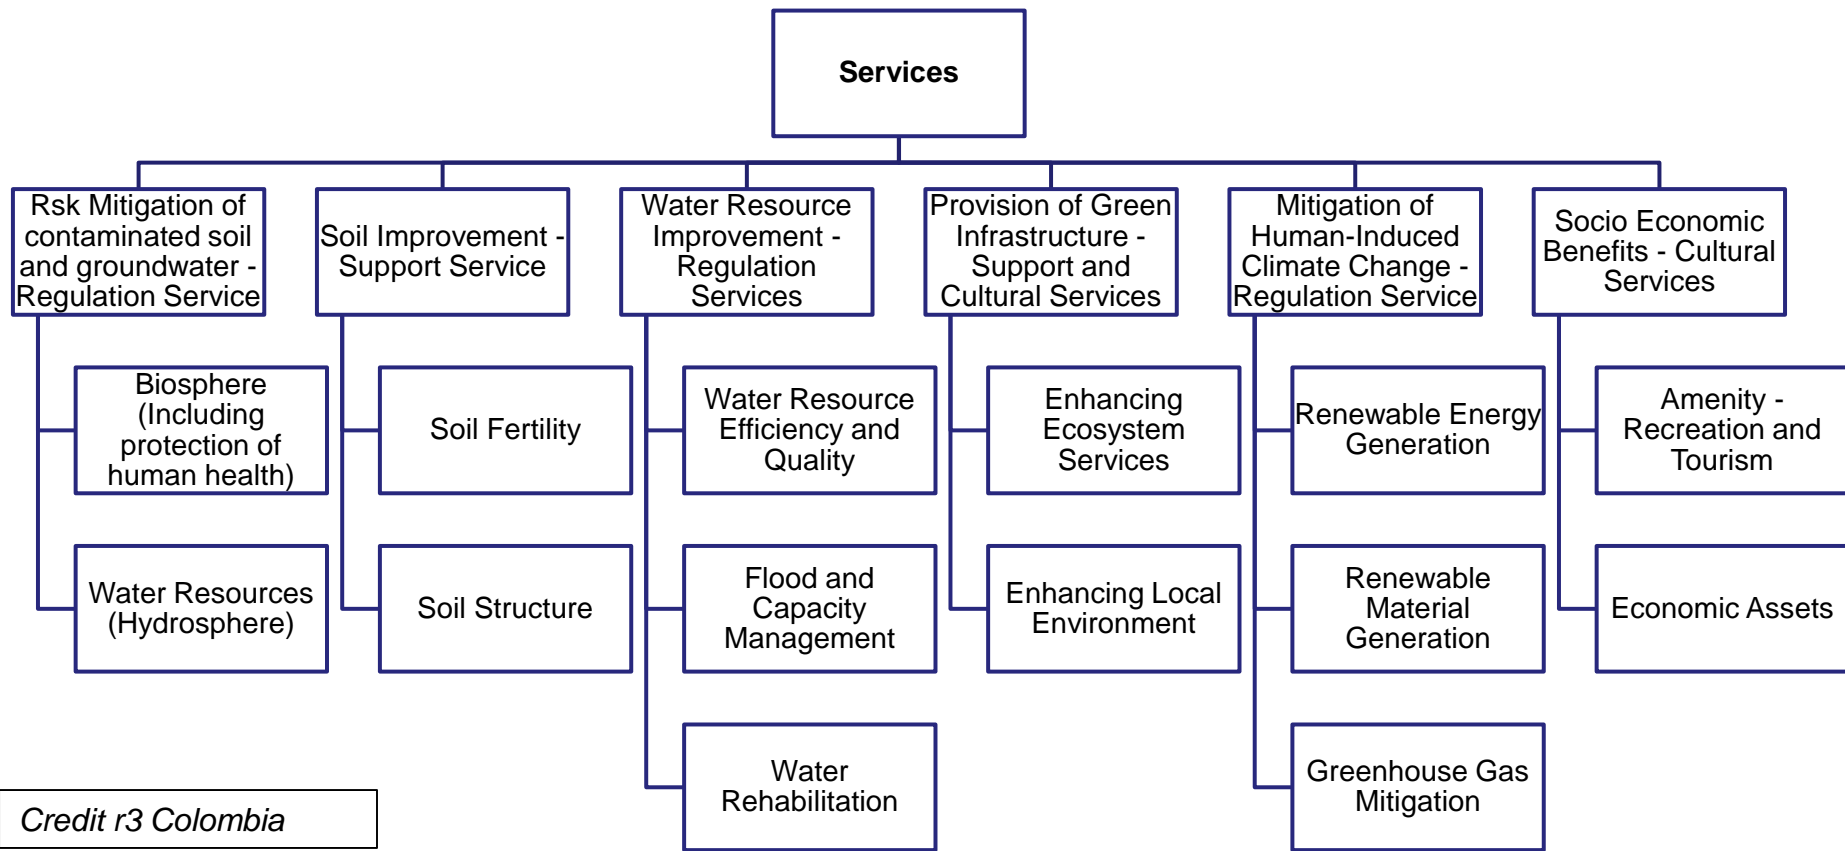 Services
Rsk Mitigation of
contaminated soil
and groundwater -
Regulation Service
Soil Improvement -
Support Service
Water Resource
Improvement -
Regulation
Services
Provision of Green
Infrastructure -
Support and
Cultural Services
Mitigation of
Human-Induced
Climate Change -
Regulation Service
Socio Economic
Benefits - Cultural
Services
Biosphere
(Including
protection of
human health)
Soil Fertility
Water Resource
Efficiency and
Quality
Enhancing
Ecosystem
Services
Renewable Energy
Generation
Amenity -
Recreation and
Tourism
Water Resources
(Hydrosphere)
Soil Structure
Flood and
Capacity
Management
Enhancing Local
Environment
Renewable
Material
Generation
Economic Assets
Water
Rehabilitation
Greenhouse Gas
Mitigation
Credit r3 Colombia